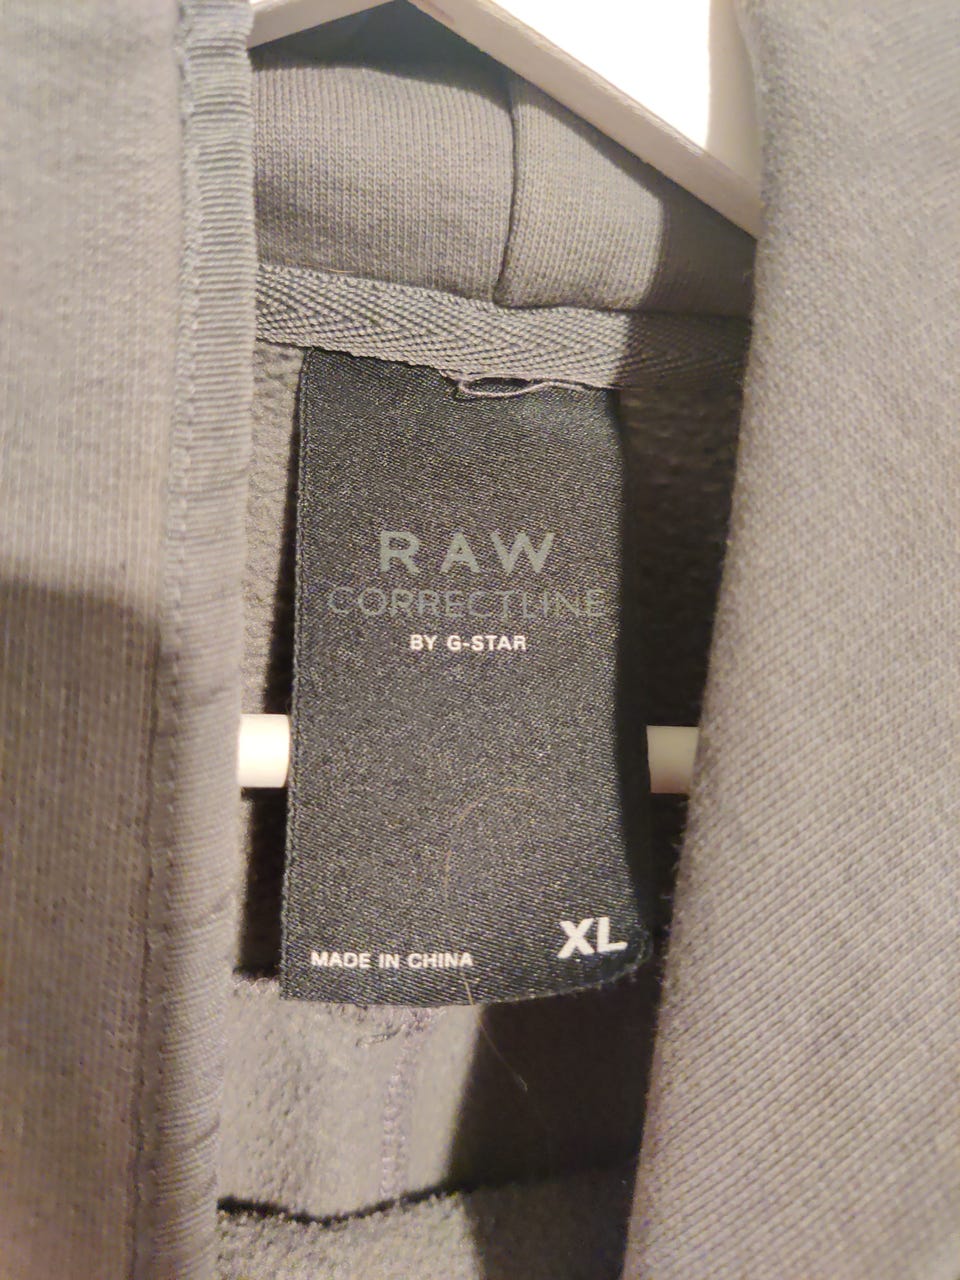 RAW
CORRECTLINE
BY G-STAR
XL
MADE IN CHINA